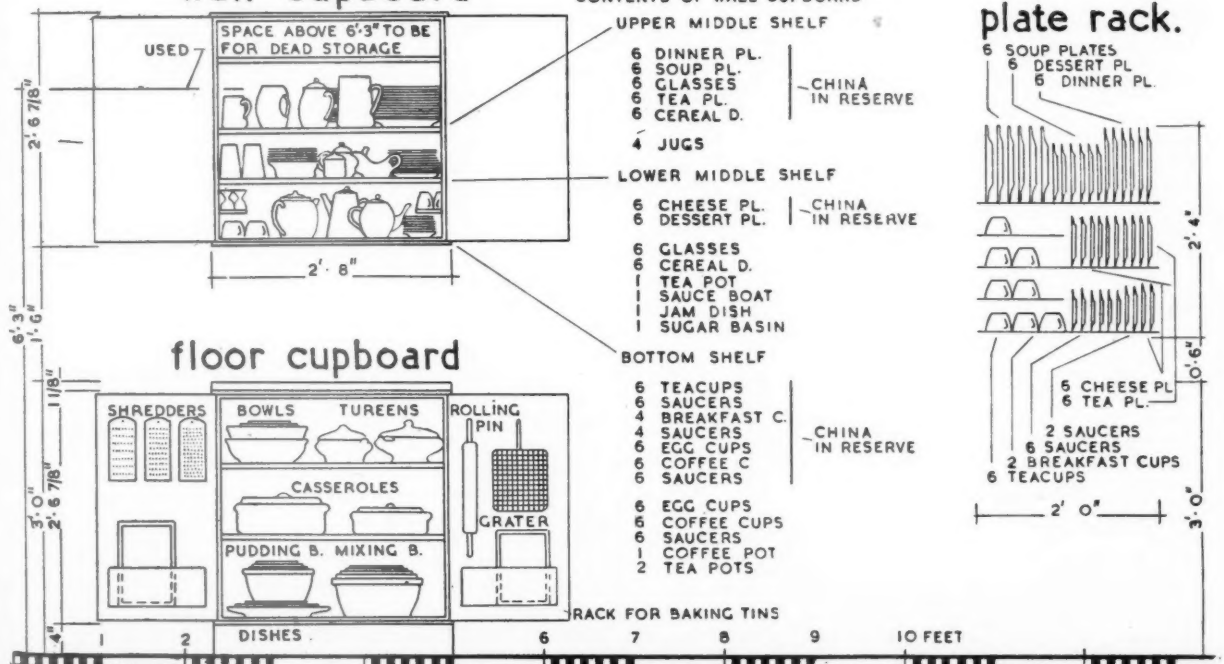 wall cupboard
CONTENTS OF WALL CUPBOARD
USED
SPACE ABOVE 6'·3" TO BE
FOR DEAD STORAGE
2'· 6 7/8"
2'· 8"
6'· 3"
1'· 6"
UPPER MIDDLE SHELF
6 DINNER PL.
6 SOUP PL.
6 GLASSES
6 TEA PL.
6 CEREAL D.
CHINA
IN RESERVE
4 JUGS
LOWER MIDDLE SHELF
6 CHEESE PL.
6 DESSERT PL.
CHINA
IN RESERVE
6 GLASSES
6 CEREAL D.
1 TEA POT
1 SAUCE BOAT
1 JAM DISH
1 SUGAR BASIN
BOTTOM SHELF
6 TEACUPS
6 SAUCERS
4 BREAKFAST C.
4 SAUCERS
6 EGG CUPS
6 COFFEE C
6 SAUCERS
CHINA
IN RESERVE
6 EGG CUPS
6 COFFEE CUPS
6 SAUCERS
1 COFFEE POT
2 TEA POTS
plate rack.
6 SOUP PLATES
6 DESSERT PL
6 DINNER PL.
2'· 4"
0'·6"
6 CHEESE PL
6 TEA PL.
2 SAUCERS
6 SAUCERS
2 BREAKFAST CUPS
6 TEACUPS
2' 0"
3'· 0"
floor cupboard
1 1/8"
3'· 0"
2'· 6 7/8"
4"
SHREDDERS
BOWLS TUREENS
ROLLING
PIN
CASSEROLES
GRATER
PUDDING B. MIXING B.
RACK FOR BAKING TINS
DISHES
1 2 6 7 8 9 10 FEET